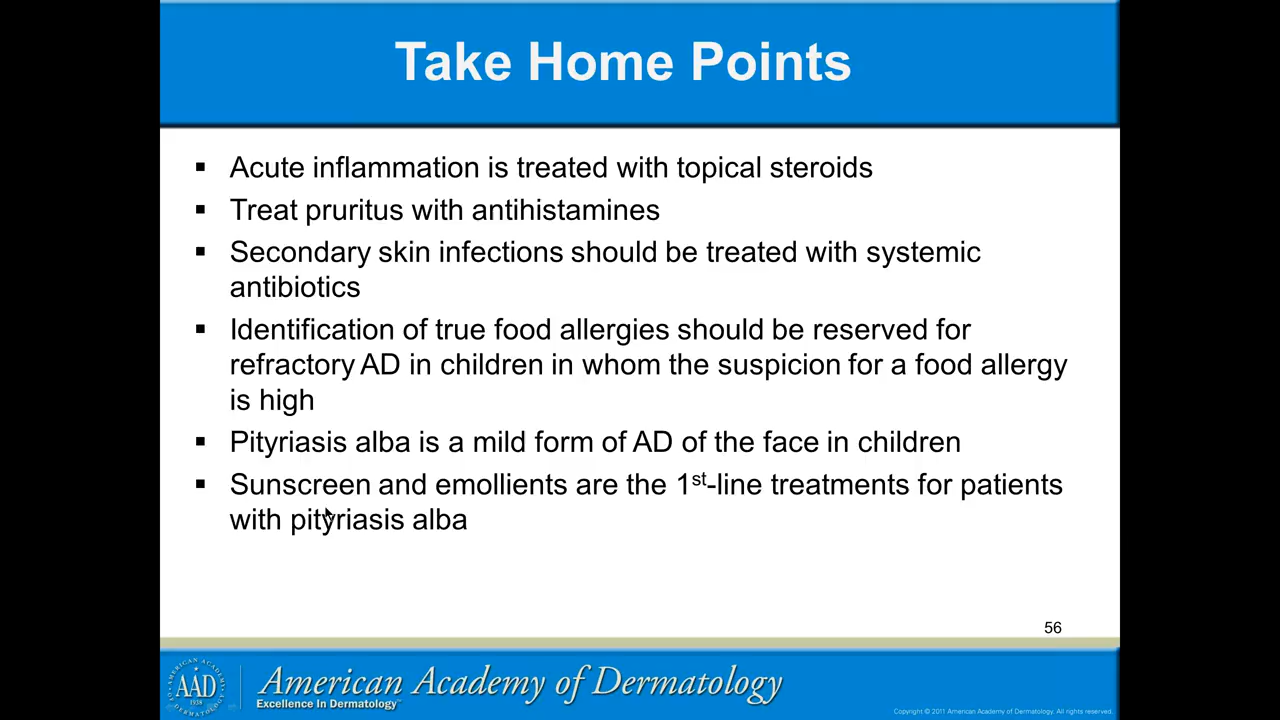 Take Home Points
▪ Acute inflammation is treated with topical steroids
▪ Treat pruritus with antihistamines
▪ Secondary skin infections should be treated with systemic
antibiotics
▪ Identification of true food allergies should be reserved for
refractory AD in children in whom the suspicion for a food allergy
is high
▪ Pityriasis alba is a mild form of AD of the face in children
▪ Sunscreen and emollients are the 1st-line treatments for patients
with pityriasis alba
56
AMERICAN ACADEMY OF DERMATOLOGY
AAD
1938
American Academy of Dermatology
Excellence In Dermatology™
Copyright © 2011 American Academy of Dermatology. All rights reserved.